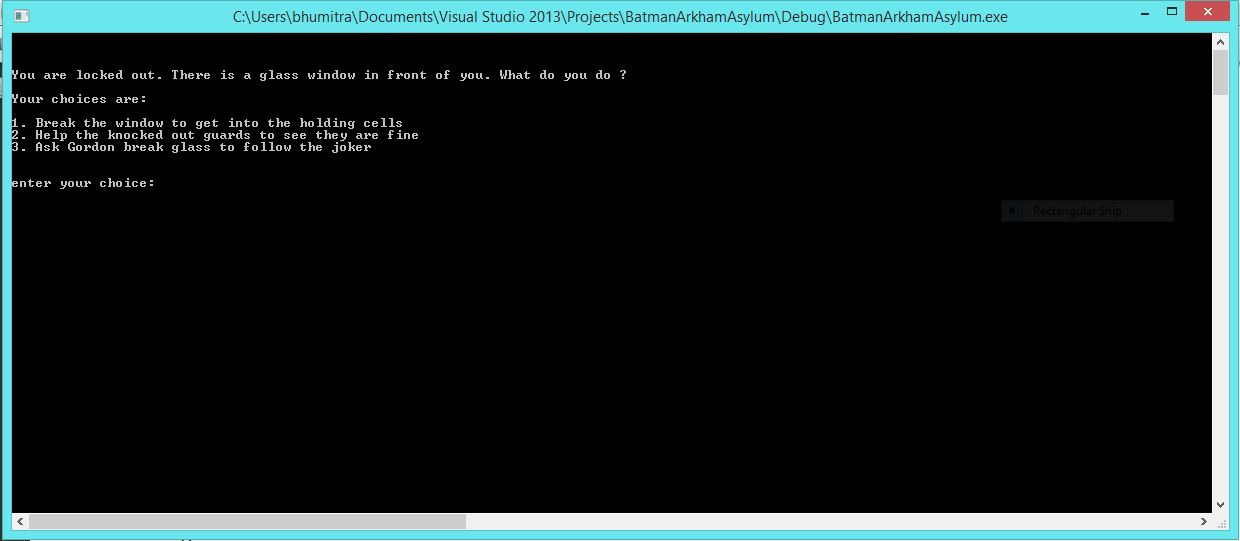 C:\Users\bhumitra\Documents\Visual Studio 2013\Projects\BatmanArkhamAsylum\Debug\BatmanArkhamAsylum.exe
You are locked out. There is a glass window in front of you. What do you do ?
Your choices are:
1. Break the window to get into the holding cells
2. Help the knocked out guards to see they are fine
3. Ask Gordon break glass to follow the joker
enter your choice:
Rectangular Snip